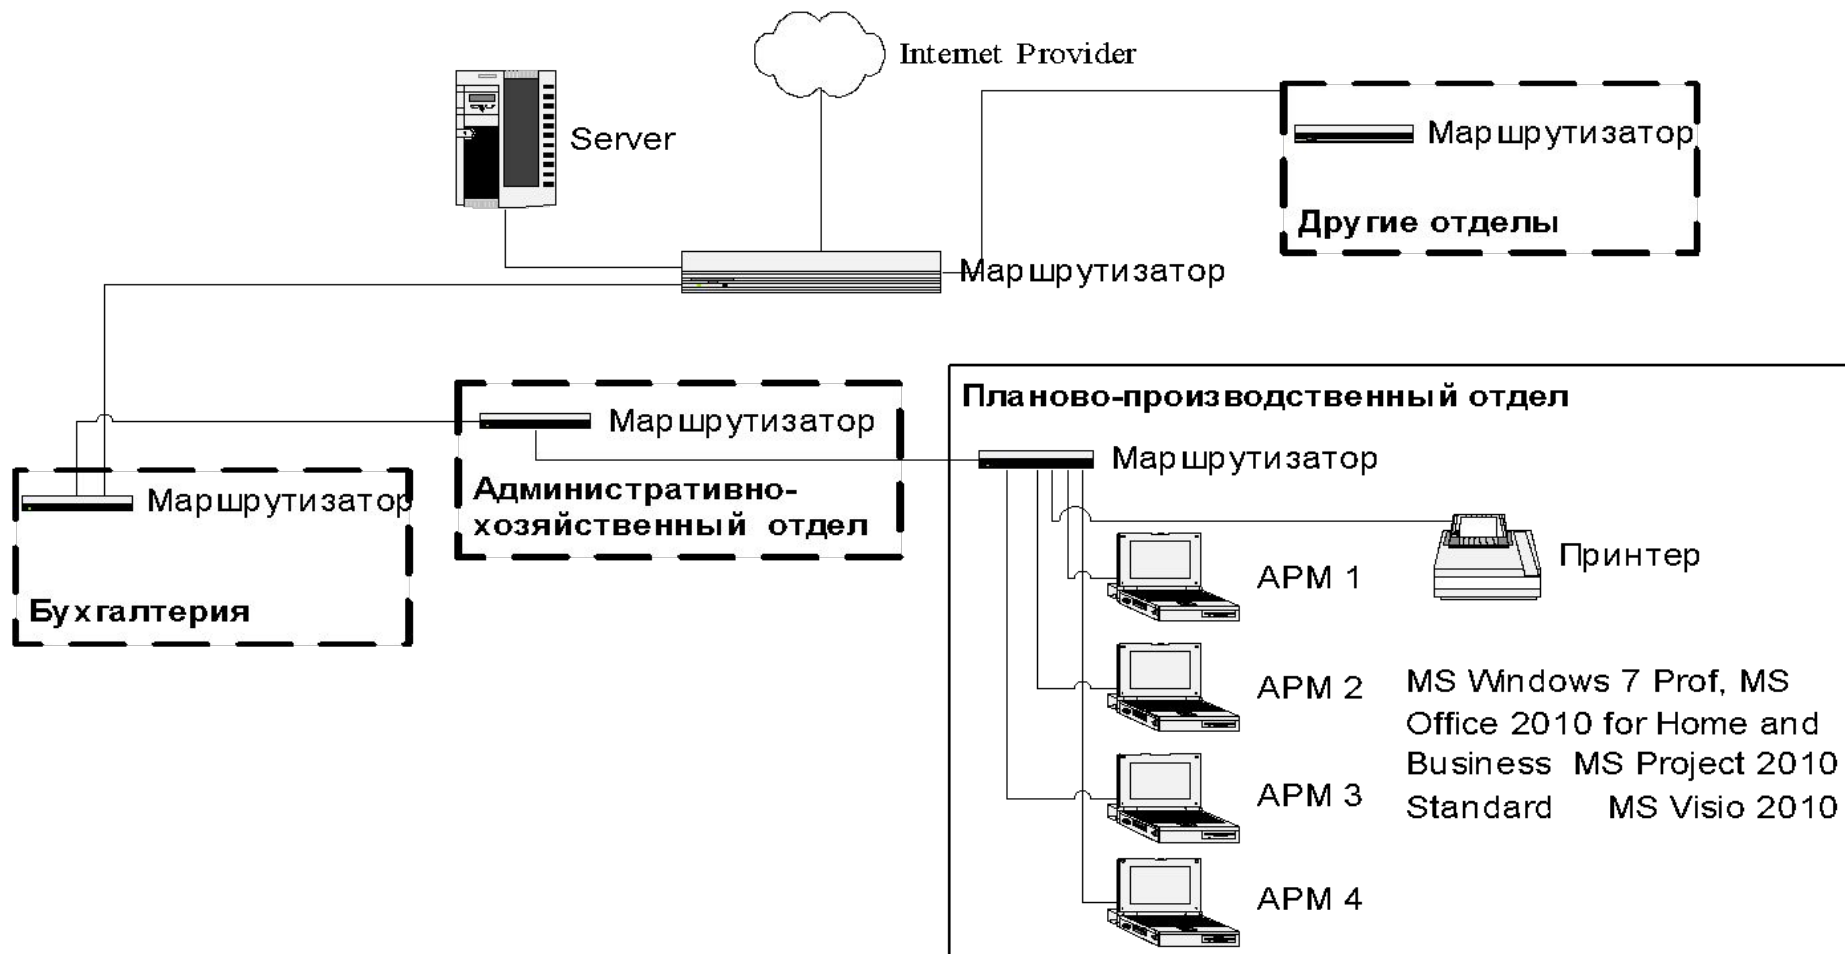 Internet Provider
Server
Маршрутизатор
Другие отделы
Маршрутизатор
Планово-производственный отдел
Маршрутизатор
Административно-
хозяйственный отдел
Маршрутизатор
Маршрутизатор
Бухгалтерия
Принтер
АРМ 1
АРМ 2
MS Windows 7 Prof, MS
Office 2010 for Home and
Business MS Project 2010
Standard MS Visio 2010
АРМ 3
АРМ 4